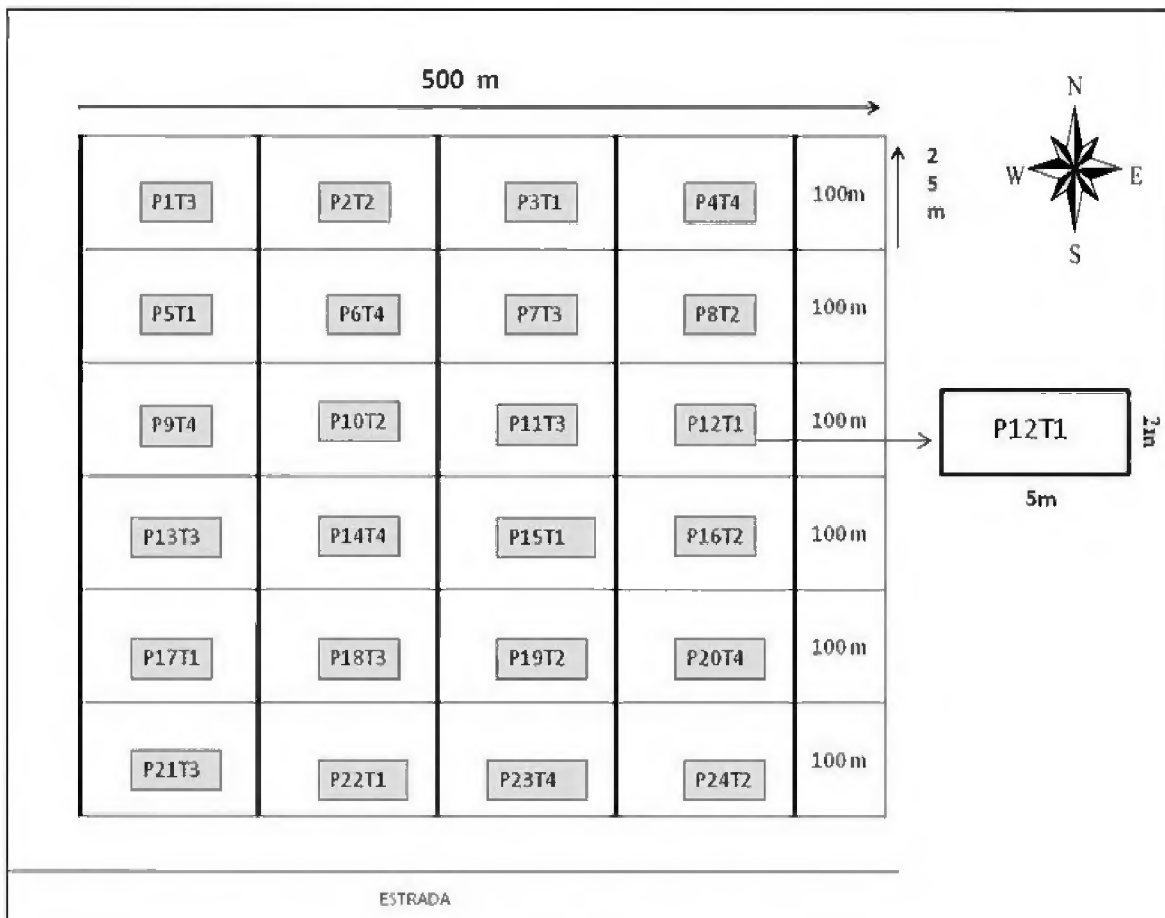 500 m
N
W E
S
2
5
m
P1T3 P2T2 P3T1 P4T4 100m
P5T1 P6T4 P7T3 P8T2 100m
P9T4 P10T2 P11T3 P12T1 100m
P12T1
2m
5m
P13T3 P14T4 P15T1 P16T2 100m
P17T1 P18T3 P19T2 P20T4 100m
P21T3 P22T1 P23T4 P24T2 100m
ESTRADA